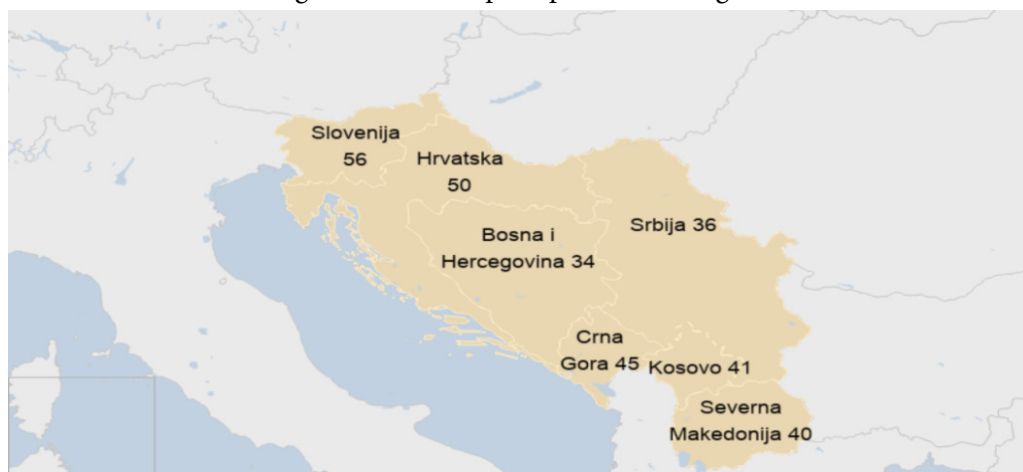 Slovenija
56
Hrvatska
50
Bosna i
Hercegovina 34
Srbija 36
Crna
Gora 45
Kosovo 41
Severna
Makedonija 40